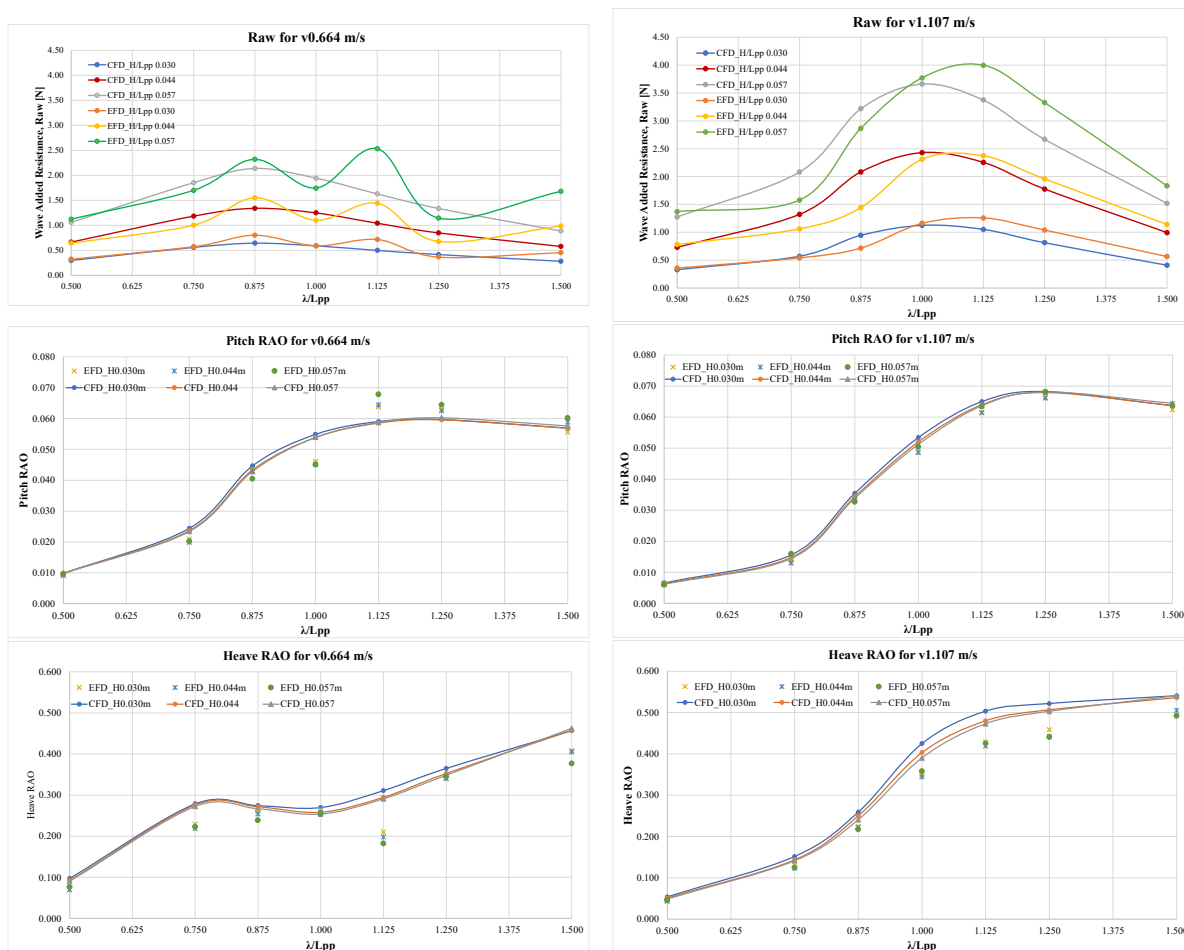 Raw for v0.664 m/s
Wave Added Resistance, Raw [N]
4.50
4.00
3.50
3.00
2.50
2.00
1.50
1.00
0.50
0.00
CFD_H/Lpp 0.030
CFD_H/Lpp 0.044
CFD_H/Lpp 0.057
EFD_H/Lpp 0.030
EFD_H/Lpp 0.044
EFD_H/Lpp 0.057
0.500 0.625 0.750 0.875 1.000 1.125 1.250 1.375 1.500
λ/Lpp
Raw for v1.107 m/s
Wave Added Resistance, Raw [N]
4.50
4.00
3.50
3.00
2.50
2.00
1.50
1.00
0.50
0.00
CFD_H/Lpp 0.030
CFD_H/Lpp 0.044
CFD_H/Lpp 0.057
EFD_H/Lpp 0.030
EFD_H/Lpp 0.044
EFD_H/Lpp 0.057
0.500 0.625 0.750 0.875 1.000 1.125 1.250 1.375 1.500
λ/Lpp
Pitch RAO for v0.664 m/s
Pitch RAO
0.080
0.070
0.060
0.050
0.040
0.030
0.020
0.010
0.000
EFD_H0.030m EFD_H0.044m EFD_H0.057m
CFD_H0.030m CFD_H0.044 CFD_H0.057
0.500 0.625 0.750 0.875 1.000 1.125 1.250 1.375 1.500
λ/Lpp
Pitch RAO for v1.107 m/s
Pitch RAO
0.080
0.070
0.060
0.050
0.040
0.030
0.020
0.010
0.000
EFD_H0.030m EFD_H0.044m EFD_H0.057m
CFD_H0.030m CFD_H0.044m CFD_H0.057m
0.500 0.625 0.750 0.875 1.000 1.125 1.250 1.375 1.500
λ/Lpp
Heave RAO for v0.664 m/s
Heave RAO
0.600
0.500
0.400
0.300
0.200
0.100
0.000
EFD_H0.030m EFD_H0.044m EFD_H0.057m
CFD_H0.030m CFD_H0.044 CFD_H0.057
0.500 0.625 0.750 0.875 1.000 1.125 1.250 1.375 1.500
λ/Lpp
Heave RAO for v1.107 m/s
Heave RAO
0.600
0.500
0.400
0.300
0.200
0.100
0.000
EFD_H0.030m EFD_H0.044m EFD_H0.057m
CFD_H0.030m CFD_H0.044m CFD_H0.057m
0.500 0.625 0.750 0.875 1.000 1.125 1.250 1.375 1.500
λ/Lpp